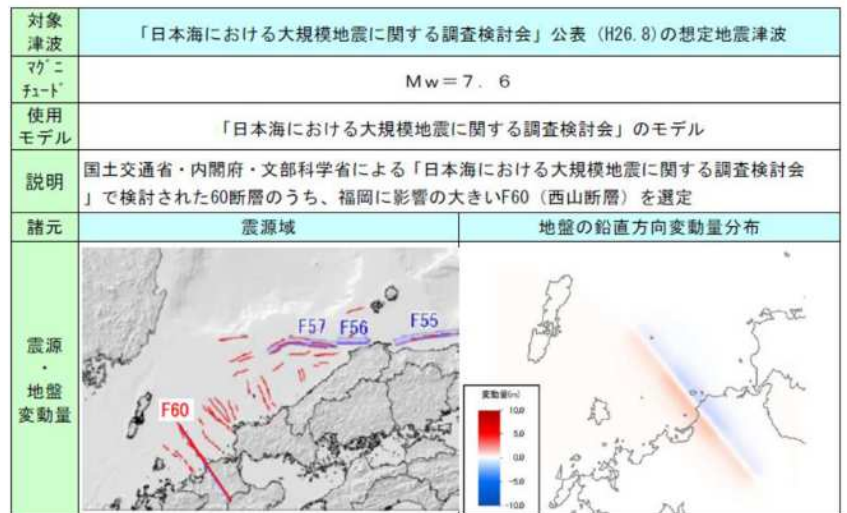 対象
津波
「日本海における大規模地震に関する調査検討会」公表（H26.8）の想定地震津波
ﾏｸﾞﾆ
ﾁｭｰﾄﾞ
Ｍｗ＝７．６
使用
モデル
「日本海における大規模地震に関する調査検討会」のモデル
説明
国土交通省・内閣府・文部科学省による「日本海における大規模地震に関する調査検討会
」で検討された60断層のうち、福岡に影響の大きいF60（西山断層）を選定
諸元
震源域
地盤の鉛直方向変動量分布
震源
・
地盤
変動量
F57
F56
F55
F60
変動量(m)
10.0
5.0
0.0
-5.0
-10.0